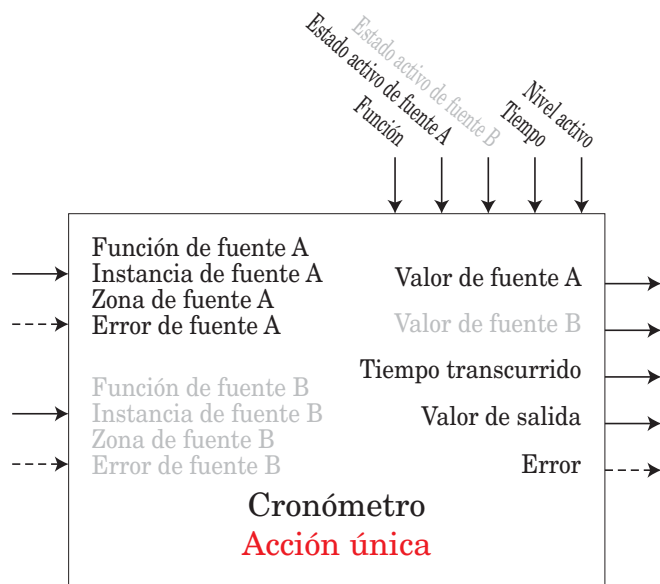 Función
Estado activo de fuente A
Estado activo de fuente B
Tiempo
Nivel activo
Función de fuente A
Instancia de fuente A
Zona de fuente A
Error de fuente A
Función de fuente B
Instancia de fuente B
Zona de fuente B
Error de fuente B
Valor de fuente A
Valor de fuente B
Tiempo transcurrido
Valor de salida
Error
Cronómetro
Acción única